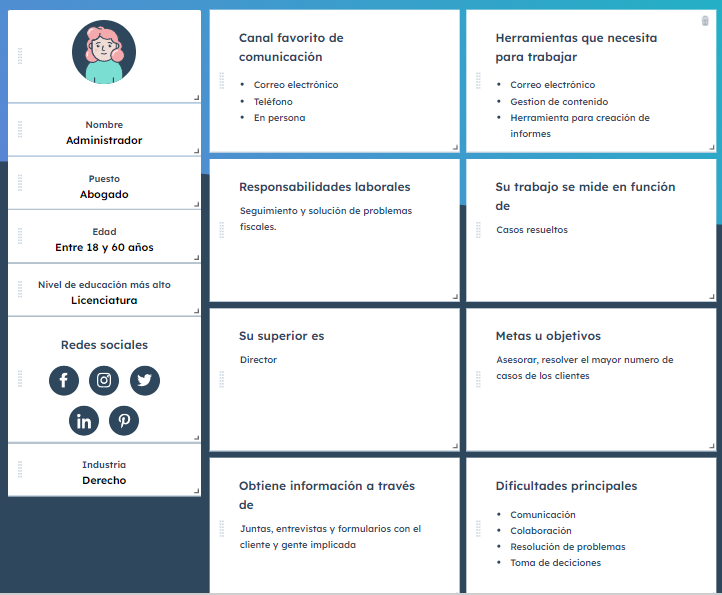 Nombre
Administrador
Puesto
Abogado
Edad
Entre 18 y 60 años
Nivel de educación más alto
Licenciatura
Redes sociales
Industria
Derecho
Canal favorito de
comunicación
• Correo electrónico
• Teléfono
• En persona
Herramientas que necesita
para trabajar
• Correo electrónico
• Gestion de contenido
• Herramienta para creación de
informes
Responsabilidades laborales
Seguimiento y solución de problemas
fiscales.
Su trabajo se mide en función
de
Casos resueltos
Su superior es
Director
Metas u objetivos
Asesorar, resolver el mayor numero de
casos de los clientes
Obtiene información a través
de
Juntas, entrevistas y formularios con el
cliente y gente implicada
Dificultades principales
• Comunicación
• Colaboración
• Resolución de problemas
• Toma de deciciones